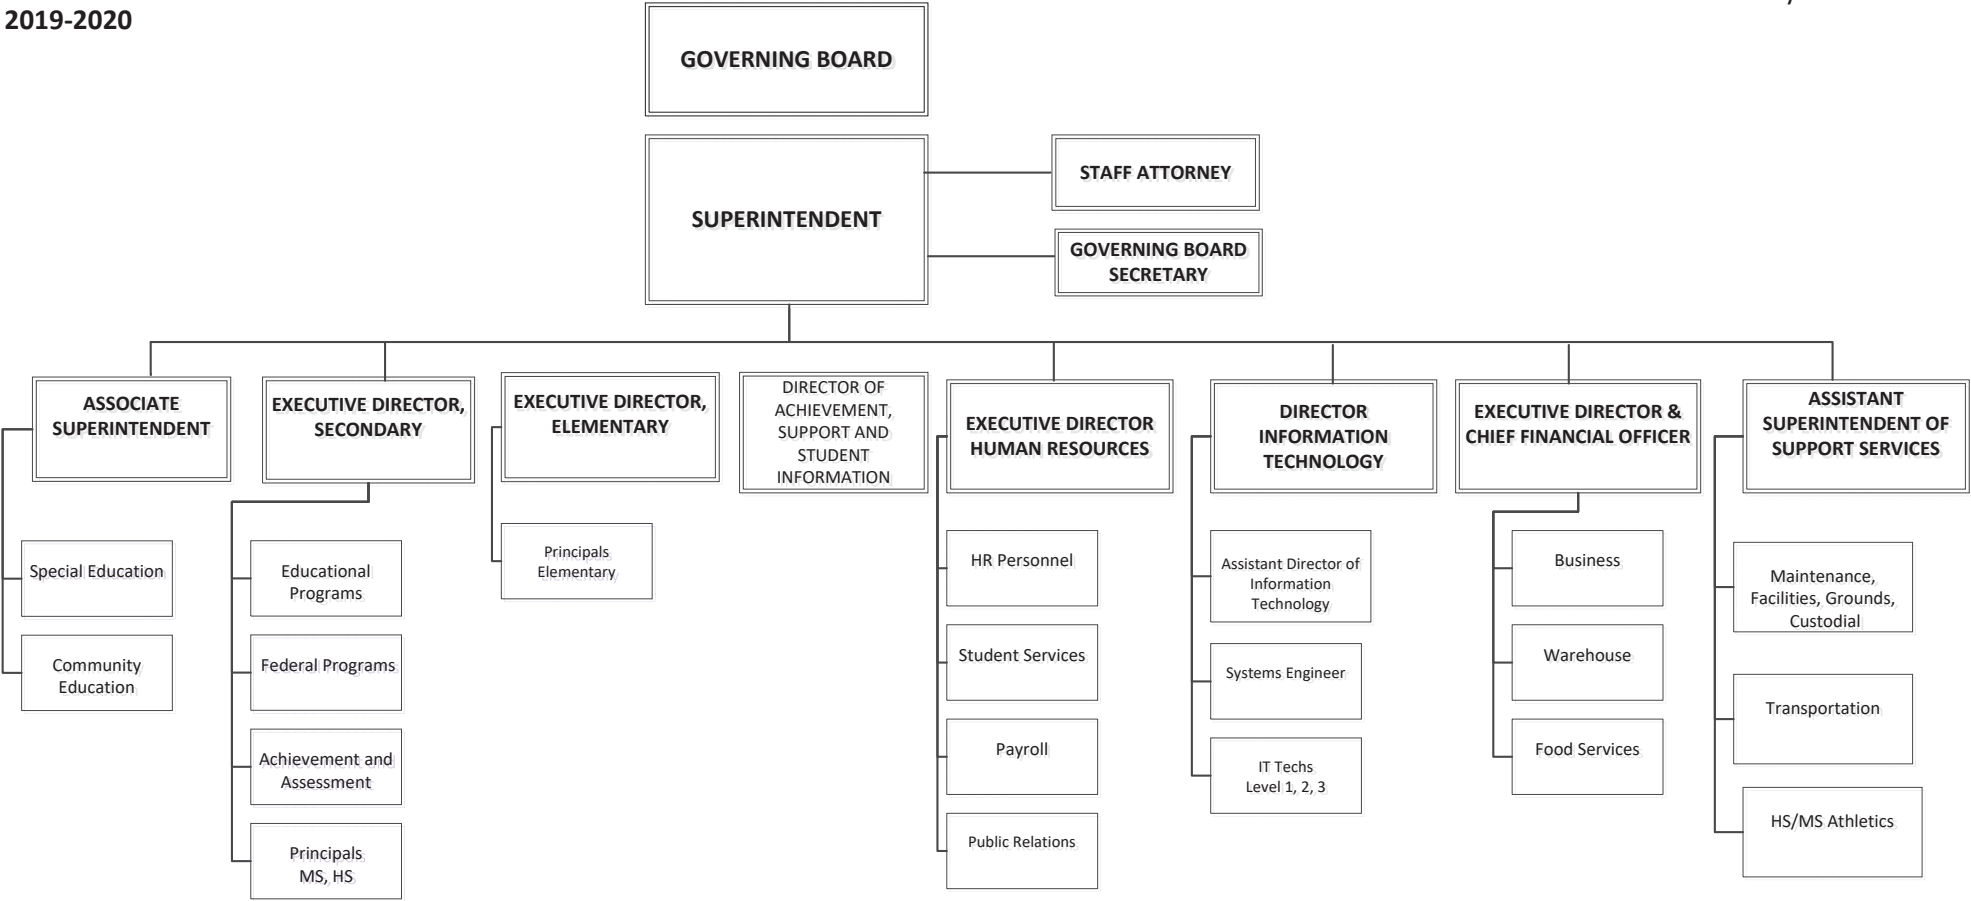 2019-2020
GOVERNING BOARD
SUPERINTENDENT
STAFF ATTORNEY
GOVERNING BOARD
SECRETARY
ASSOCIATE
SUPERINTENDENT
Special Education
Community
Education
EXECUTIVE DIRECTOR,
SECONDARY
Educational
Programs
Federal Programs
Achievement and
Assessment
Principals
MS, HS
EXECUTIVE DIRECTOR,
ELEMENTARY
Principals
Elementary
DIRECTOR OF
ACHIEVEMENT,
SUPPORT AND
STUDENT
INFORMATION
EXECUTIVE DIRECTOR
HUMAN RESOURCES
HR Personnel
Student Services
Payroll
Public Relations
DIRECTOR
INFORMATION
TECHNOLOGY
Assistant Director of
Information
Technology
Systems Engineer
IT Techs
Level 1, 2, 3
EXECUTIVE DIRECTOR &
CHIEF FINANCIAL OFFICER
Business
Warehouse
Food Services
ASSISTANT
SUPERINTENDENT OF
SUPPORT SERVICES
Maintenance,
Facilities, Grounds,
Custodial
Transportation
HS/MS Athletics